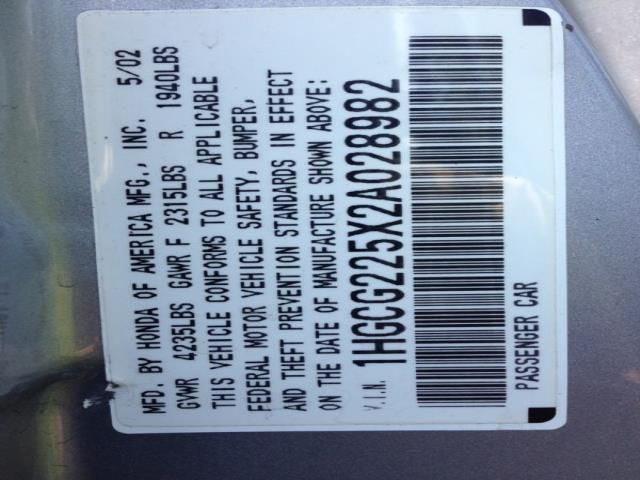 MFD. BY HONDA OF AMERICA MFG., INC. 5/02
GVWR 4235LBS GAWR F 2315LBS R 1940LBS
THIS VEHICLE CONFORMS TO ALL APPLICABLE
FEDERAL MOTOR VEHICLE SAFETY, BUMPER,
AND THEFT PREVENTION STANDARDS IN EFFECT
ON THE DATE OF MANUFACTURE SHOWN ABOVE:
V.I.N. 1HGCG225X2A028982
PASSENGER CAR